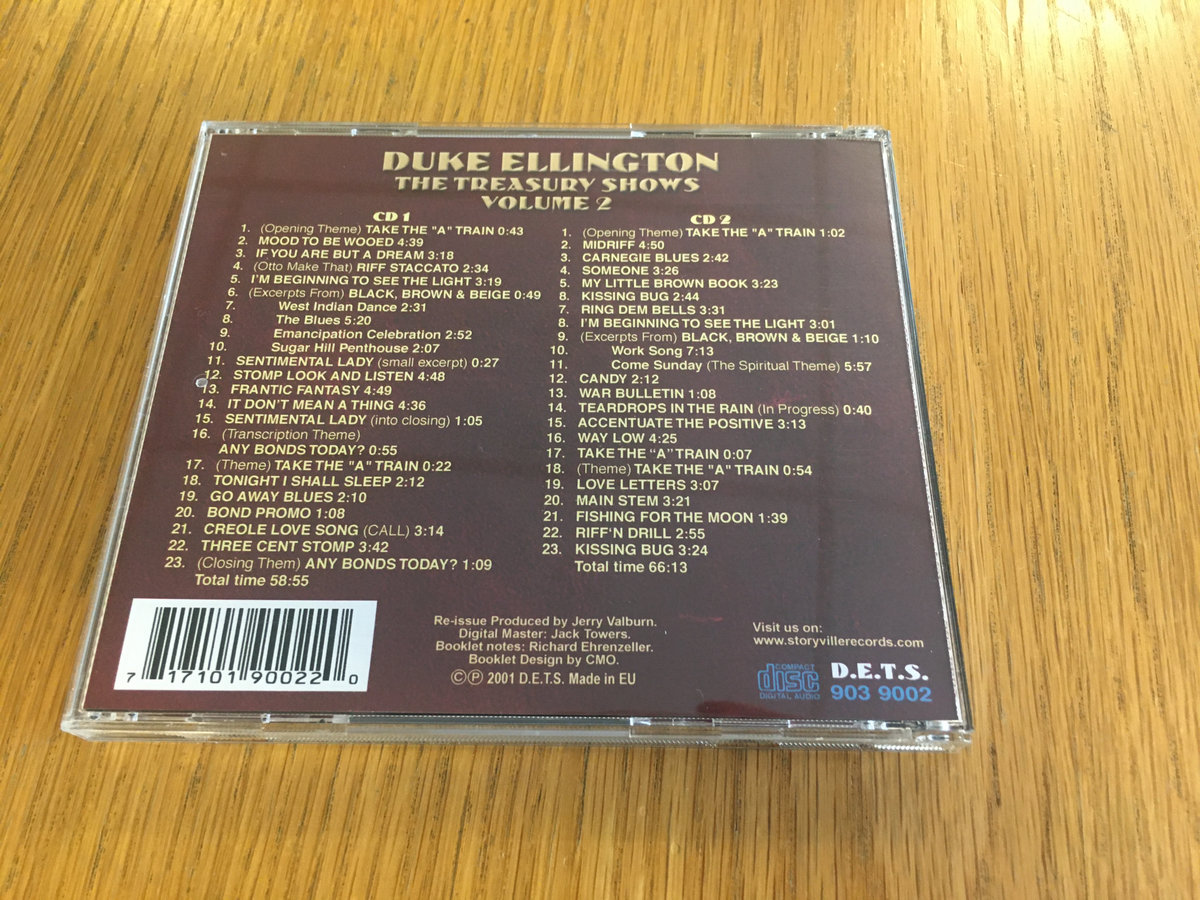 DUKE ELLINGTON
THE TREASURY SHOWS
VOLUME 2
CD 1
1. (Opening Theme) TAKE THE "A" TRAIN 0:43
2. MOOD TO BE WOOED 4:39
3. IF YOU ARE BUT A DREAM 3:18
4. (Otto Make That) RIFF STACCATO 2:34
5. I'M BEGINNING TO SEE THE LIGHT 3:19
6. (Excerpts From) BLACK, BROWN & BEIGE 0:49
7. West Indian Dance 2:31
8. The Blues 5:20
9. Emancipation Celebration 2:52
10. Sugar Hill Penthouse 2:07
11. SENTIMENTAL LADY (small excerpt) 0:27
12. STOMP LOOK AND LISTEN 4:48
13. FRANTIC FANTASY 4:49
14. IT DON'T MEAN A THING 4:36
15. SENTIMENTAL LADY (into closing) 1:05
16. (Transcription Theme)
ANY BONDS TODAY? 0:55
17. (Theme) TAKE THE "A" TRAIN 0:22
18. TONIGHT I SHALL SLEEP 2:12
19. GO AWAY BLUES 2:10
20. BOND PROMO 1:08
21. CREOLE LOVE SONG (CALL) 3:14
22. THREE CENT STOMP 3:42
23. (Closing Them) ANY BONDS TODAY? 1:09
Total time 58:55
CD 2
1. (Opening Theme) TAKE THE "A" TRAIN 1:02
2. MIDRIFF 4:50
3. CARNEGIE BLUES 2:42
4. SOMEONE 3:26
5. MY LITTLE BROWN BOOK 3:23
8. KISSING BUG 2:44
7. RING DEM BELLS 3:31
8. I'M BEGINNING TO SEE THE LIGHT 3:01
9. (Excerpts From) BLACK, BROWN & BEIGE 1:10
10. Work Song 7:13
11. Come Sunday (The Spiritual Theme) 5:57
12. CANDY 2:12
13. WAR BULLETIN 1:08
14. TEARDROPS IN THE RAIN (In Progress) 0:40
15. ACCENTUATE THE POSITIVE 3:13
16. WAY LOW 4:25
17. TAKE THE “A” TRAIN 0:07
18. (Theme) TAKE THE "A" TRAIN 0:54
19. LOVE LETTERS 3:07
20. MAIN STEM 3:21
21. FISHING FOR THE MOON 1:39
22. RIFF‘N DRILL 2:55
23. KISSING BUG 3:24
Total time 66:13
7 17101 90022 0
Re-issue Produced by Jerry Valburn.
Digital Master: Jack Towers.
Booklet notes: Richard Ehrenzeller.
Booklet Design by CMO.
©℗ 2001 D.E.T.S. Made in EU
Visit us on:
www.storyvillerecords.com
COMPACT
disc
DIGITAL AUDIO
D.E.T.S.
903 9002